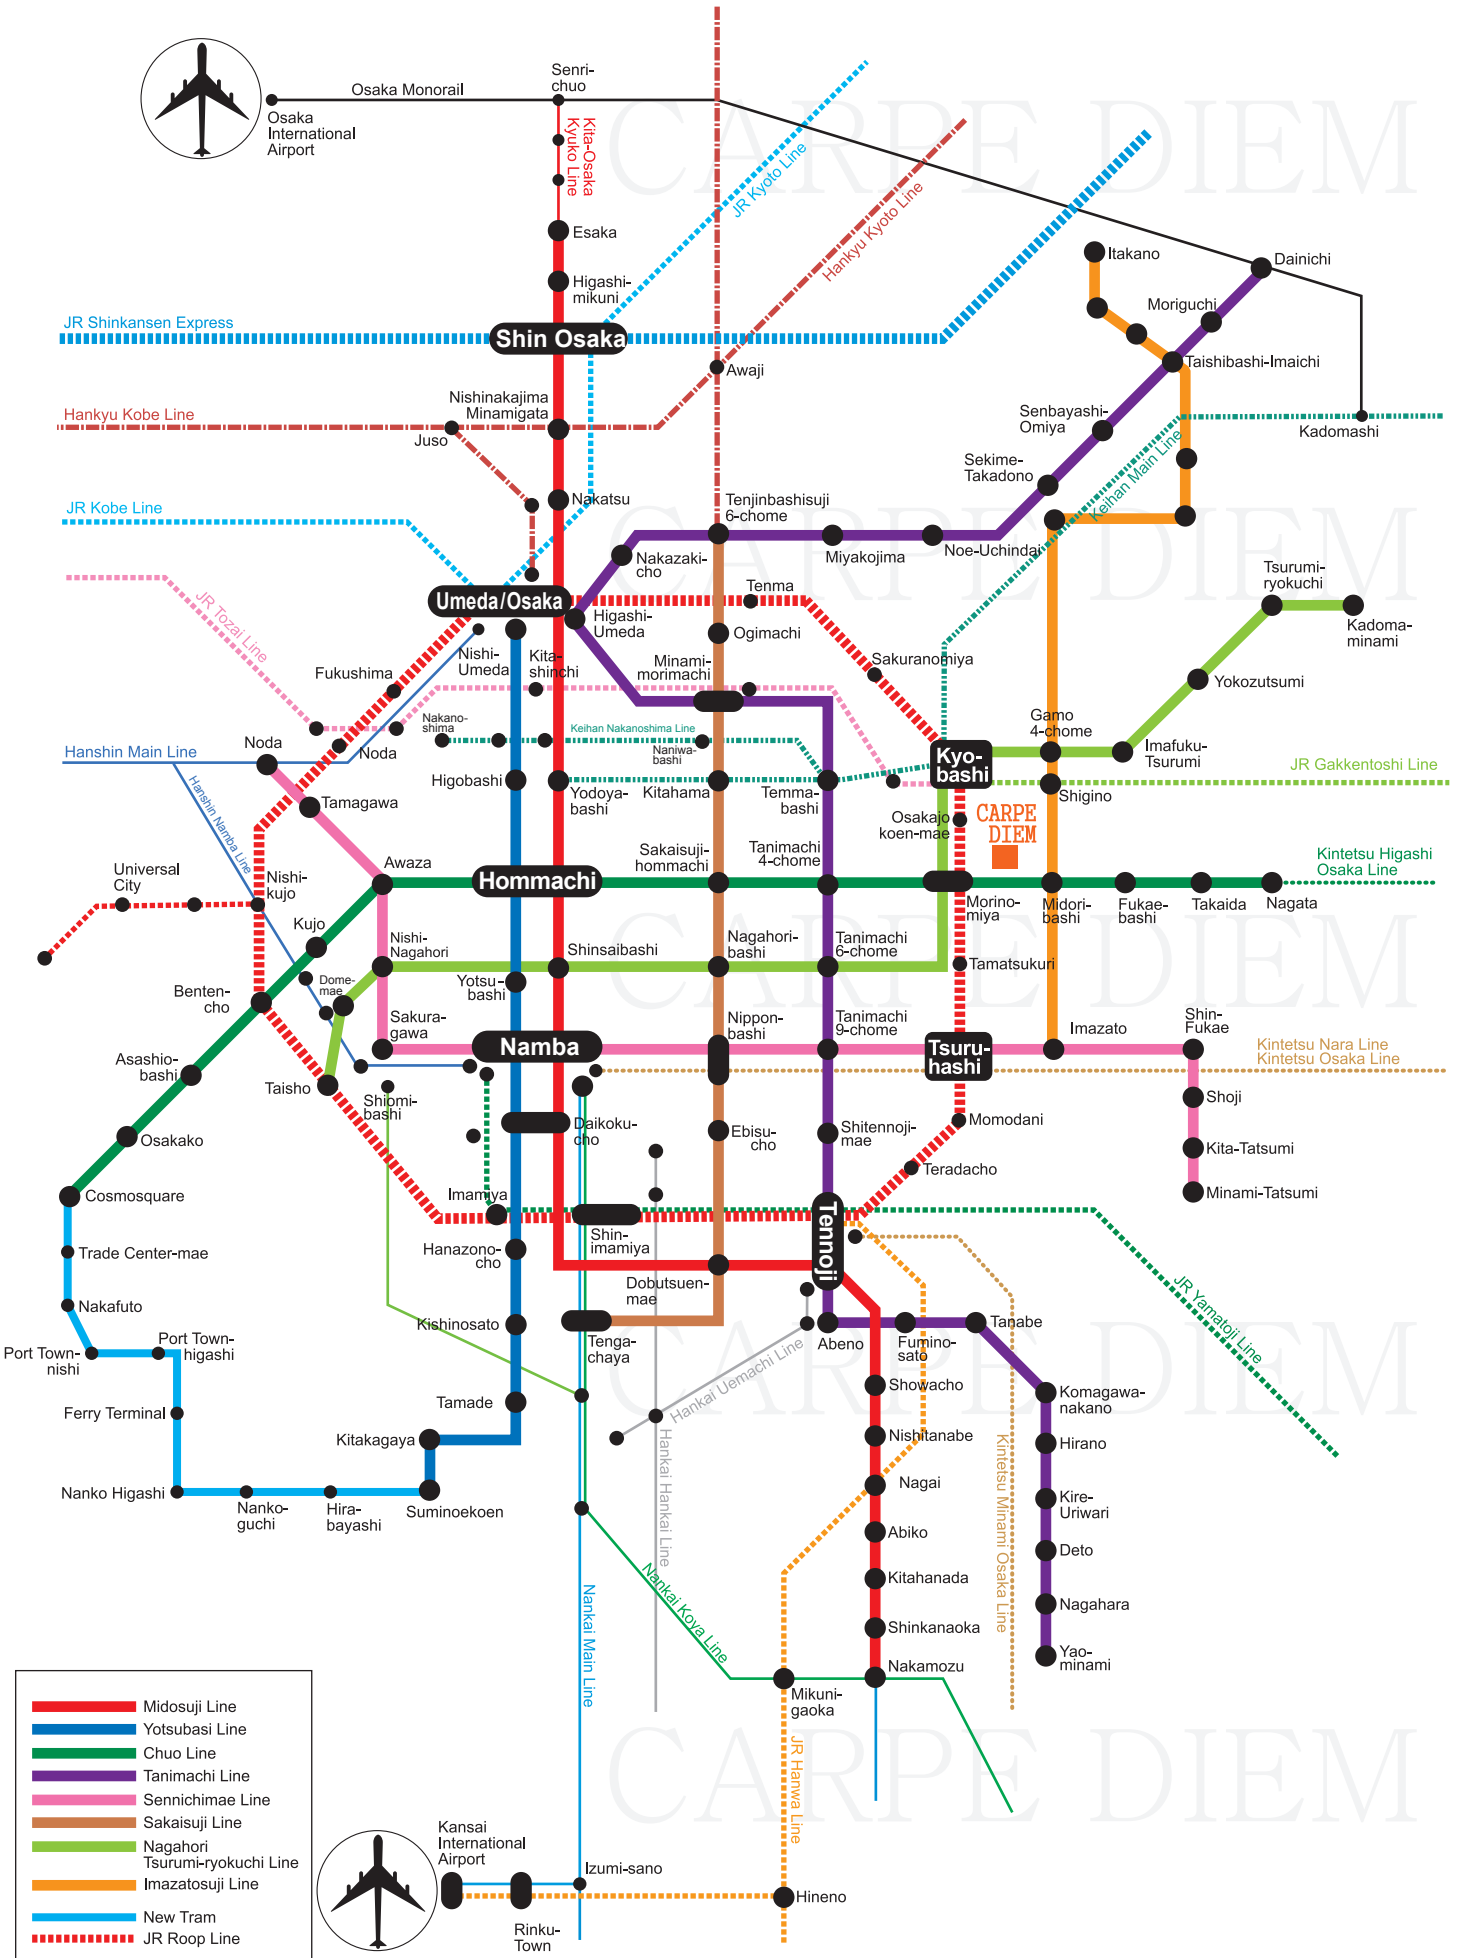 CARPE DIEM
Osaka Monorail
Senri-
chuo
Osaka
International
Airport
Kita-Osaka
Kyuko Line
JR Kyoto Line
Hankyu Kyoto Line
Esaka
Higashi-
mikuni
Itakano
Dainichi
Moriguchi
JR Shinkansen Express
Shin Osaka
Taishibashi-Imaichi
Awaji
Nishinakajima
Minamigata
Hankyu Kobe Line
Juso
Senbayashi-
Omiya
Kadomashi
Keihan Main Line
Sekime-
Takadono
Nakatsu
JR Kobe Line
Tenjinbashisuji
6-chome
Miyakojima
Noe-Uchindai
CARPE DIEM
Nakazaki-
cho
Tsurumi-
ryokuchi
Tenma
Umeda/Osaka
JR Tozai Line
Higashi-
Umeda
Ogimachi
Kadoma-
minami
Nishi-
Umeda
Kita-
shinchi
Minami-
morimachi
Sakuranomiya
Fukushima
Yokozutsumi
Nakano-
shima
Keihan Nakanoshima Line
Naniwa-
bashi
Gamo
4-chome
Noda
Noda
Hanshin Main Line
Kyo-
bashi
Imafuku-
Tsurumi
JR Gakkentoshi Line
Higobashi
Yodoya-
bashi
Kitahama
Temma-
bashi
Shigino
Tamagawa
Hanshin Namba Line
Osakajo
koen-mae
CARPE
DIEM
Universal
City
Nishi-
kujo
Awaza
Hommachi
Sakaisuji-
hommachi
Tanimachi
4-chome
Kintetsu Higashi
Osaka Line
Morino-
miya
Midori-
bashi
Fukae-
bashi
Takaida
Nagata
CARPE DIEM
Kujo
Nishi-
Nagahori
Shinsaibashi
Nagahori-
bashi
Tanimachi
6-chome
Tamatsukuri
Dome-
mae
Yotsu-
bashi
Benten-
cho
Sakura-
gawa
Namba
Nippon-
bashi
Tanimachi
9-chome
Tsuru-
hashi
Imazato
Shin-
Fukae
Kintetsu Nara Line
Kintetsu Osaka Line
Asashio-
bashi
Taisho
Shiomi-
bashi
Shoji
Daikoku-
cho
Ebisu-
cho
Shitennoji-
mae
Momodani
Osakako
Kita-Tatsumi
Teradacho
Cosmosquare
Imamiya
Minami-Tatsumi
Tennoji
Shin-
imamiya
Trade Center-mae
Hanazono-
cho
Dobutsuen-
mae
JR Yamatoji Line
Nakafuto
Kishinosato
Tenga-
chaya
Abeno
Fumino-
sato
Tanabe
CARPE DIEM
Port Town-
nishi
Port Town-
higashi
Hankai Uemachi Line
Showacho
Komagawa-
nakano
Tamade
Ferry Terminal
Kitakagaya
Nishitanabe
Hirano
Hankai Hankai Line
Kintetsu Minami Osaka Line
Nanko Higashi
Nanko-
guchi
Hira-
bayashi
Suminoekoen
Nagai
Kire-
Uriwari
Abiko
Deto
Nankai Main Line
Nankai Koya Line
Kitahanada
Nagahara
Shinkanaoka
Yao-
minami
Nakamozu
Mikuni-
gaoka
JR Hanwa Line
CARPE DIEM
Midosuji Line
Yotsubasi Line
Chuo Line
Tanimachi Line
Sennichimae Line
Sakaisuji Line
Nagahori
Tsurumi-ryokuchi Line
Imazatosuji Line
New Tram
JR Roop Line
Kansai
International
Airport
Izumi-sano
Hineno
Rinku-
Town